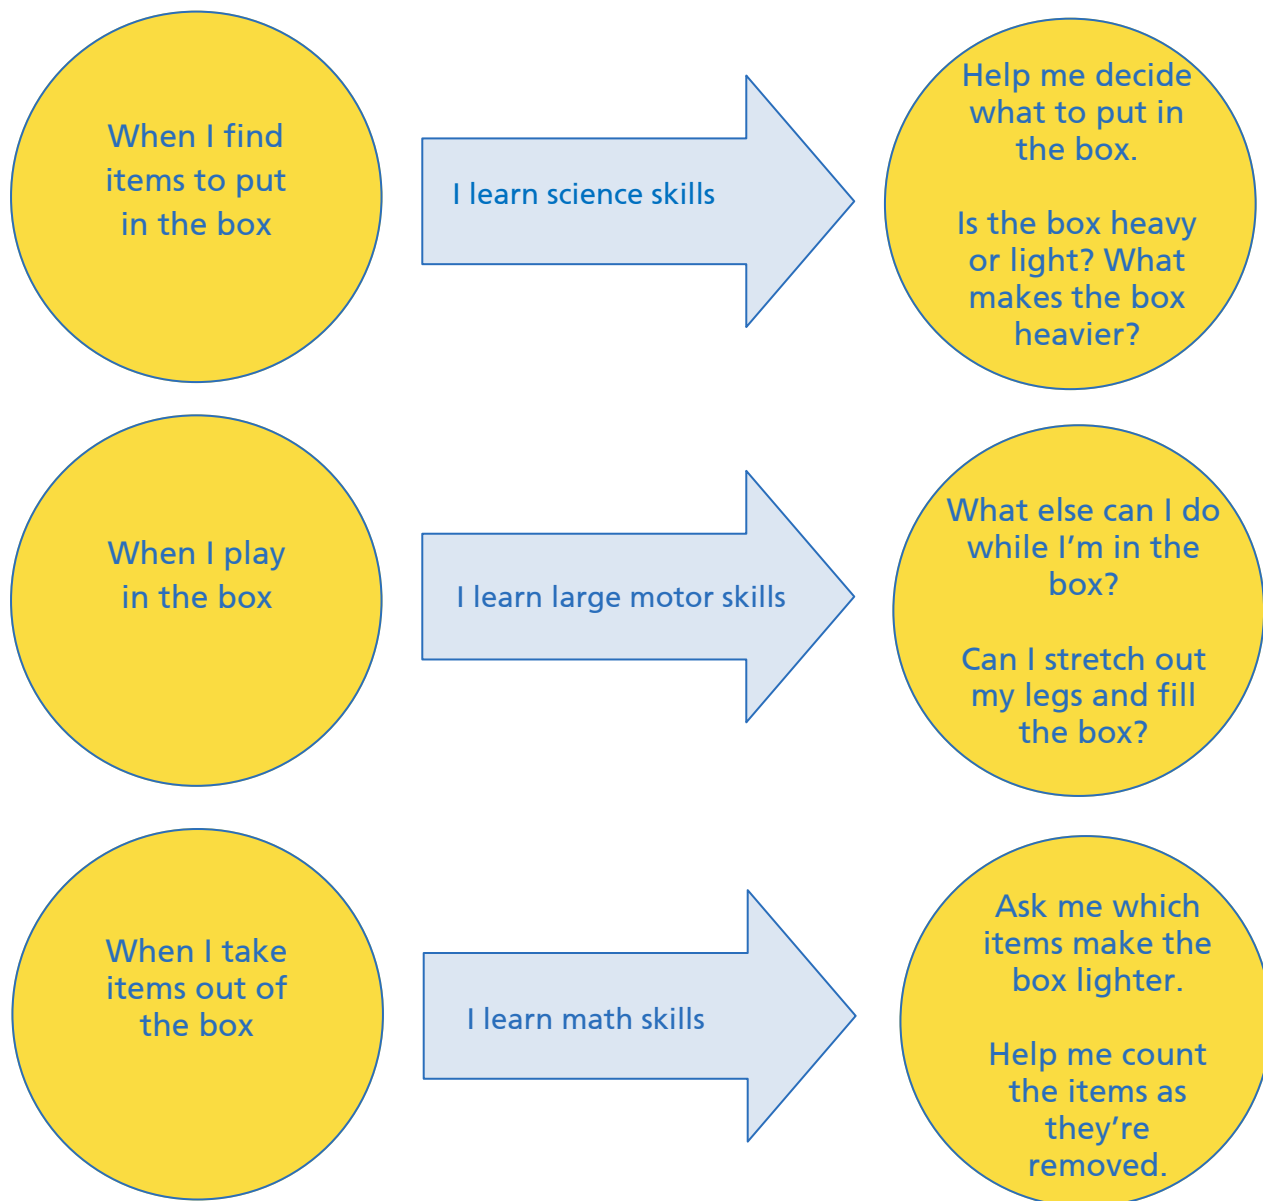 When I find
items to put
in the box
I learn science skills
Help me decide
what to put in
the box.
Is the box heavy
or light? What
makes the box
heavier?
When I play
in the box
I learn large motor skills
What else can I do
while I’m in the
box?
Can I stretch out
my legs and fill
the box?
When I take
items out of
the box
I learn math skills
Ask me which
items make the
box lighter.
Help me count
the items as
they’re
removed.